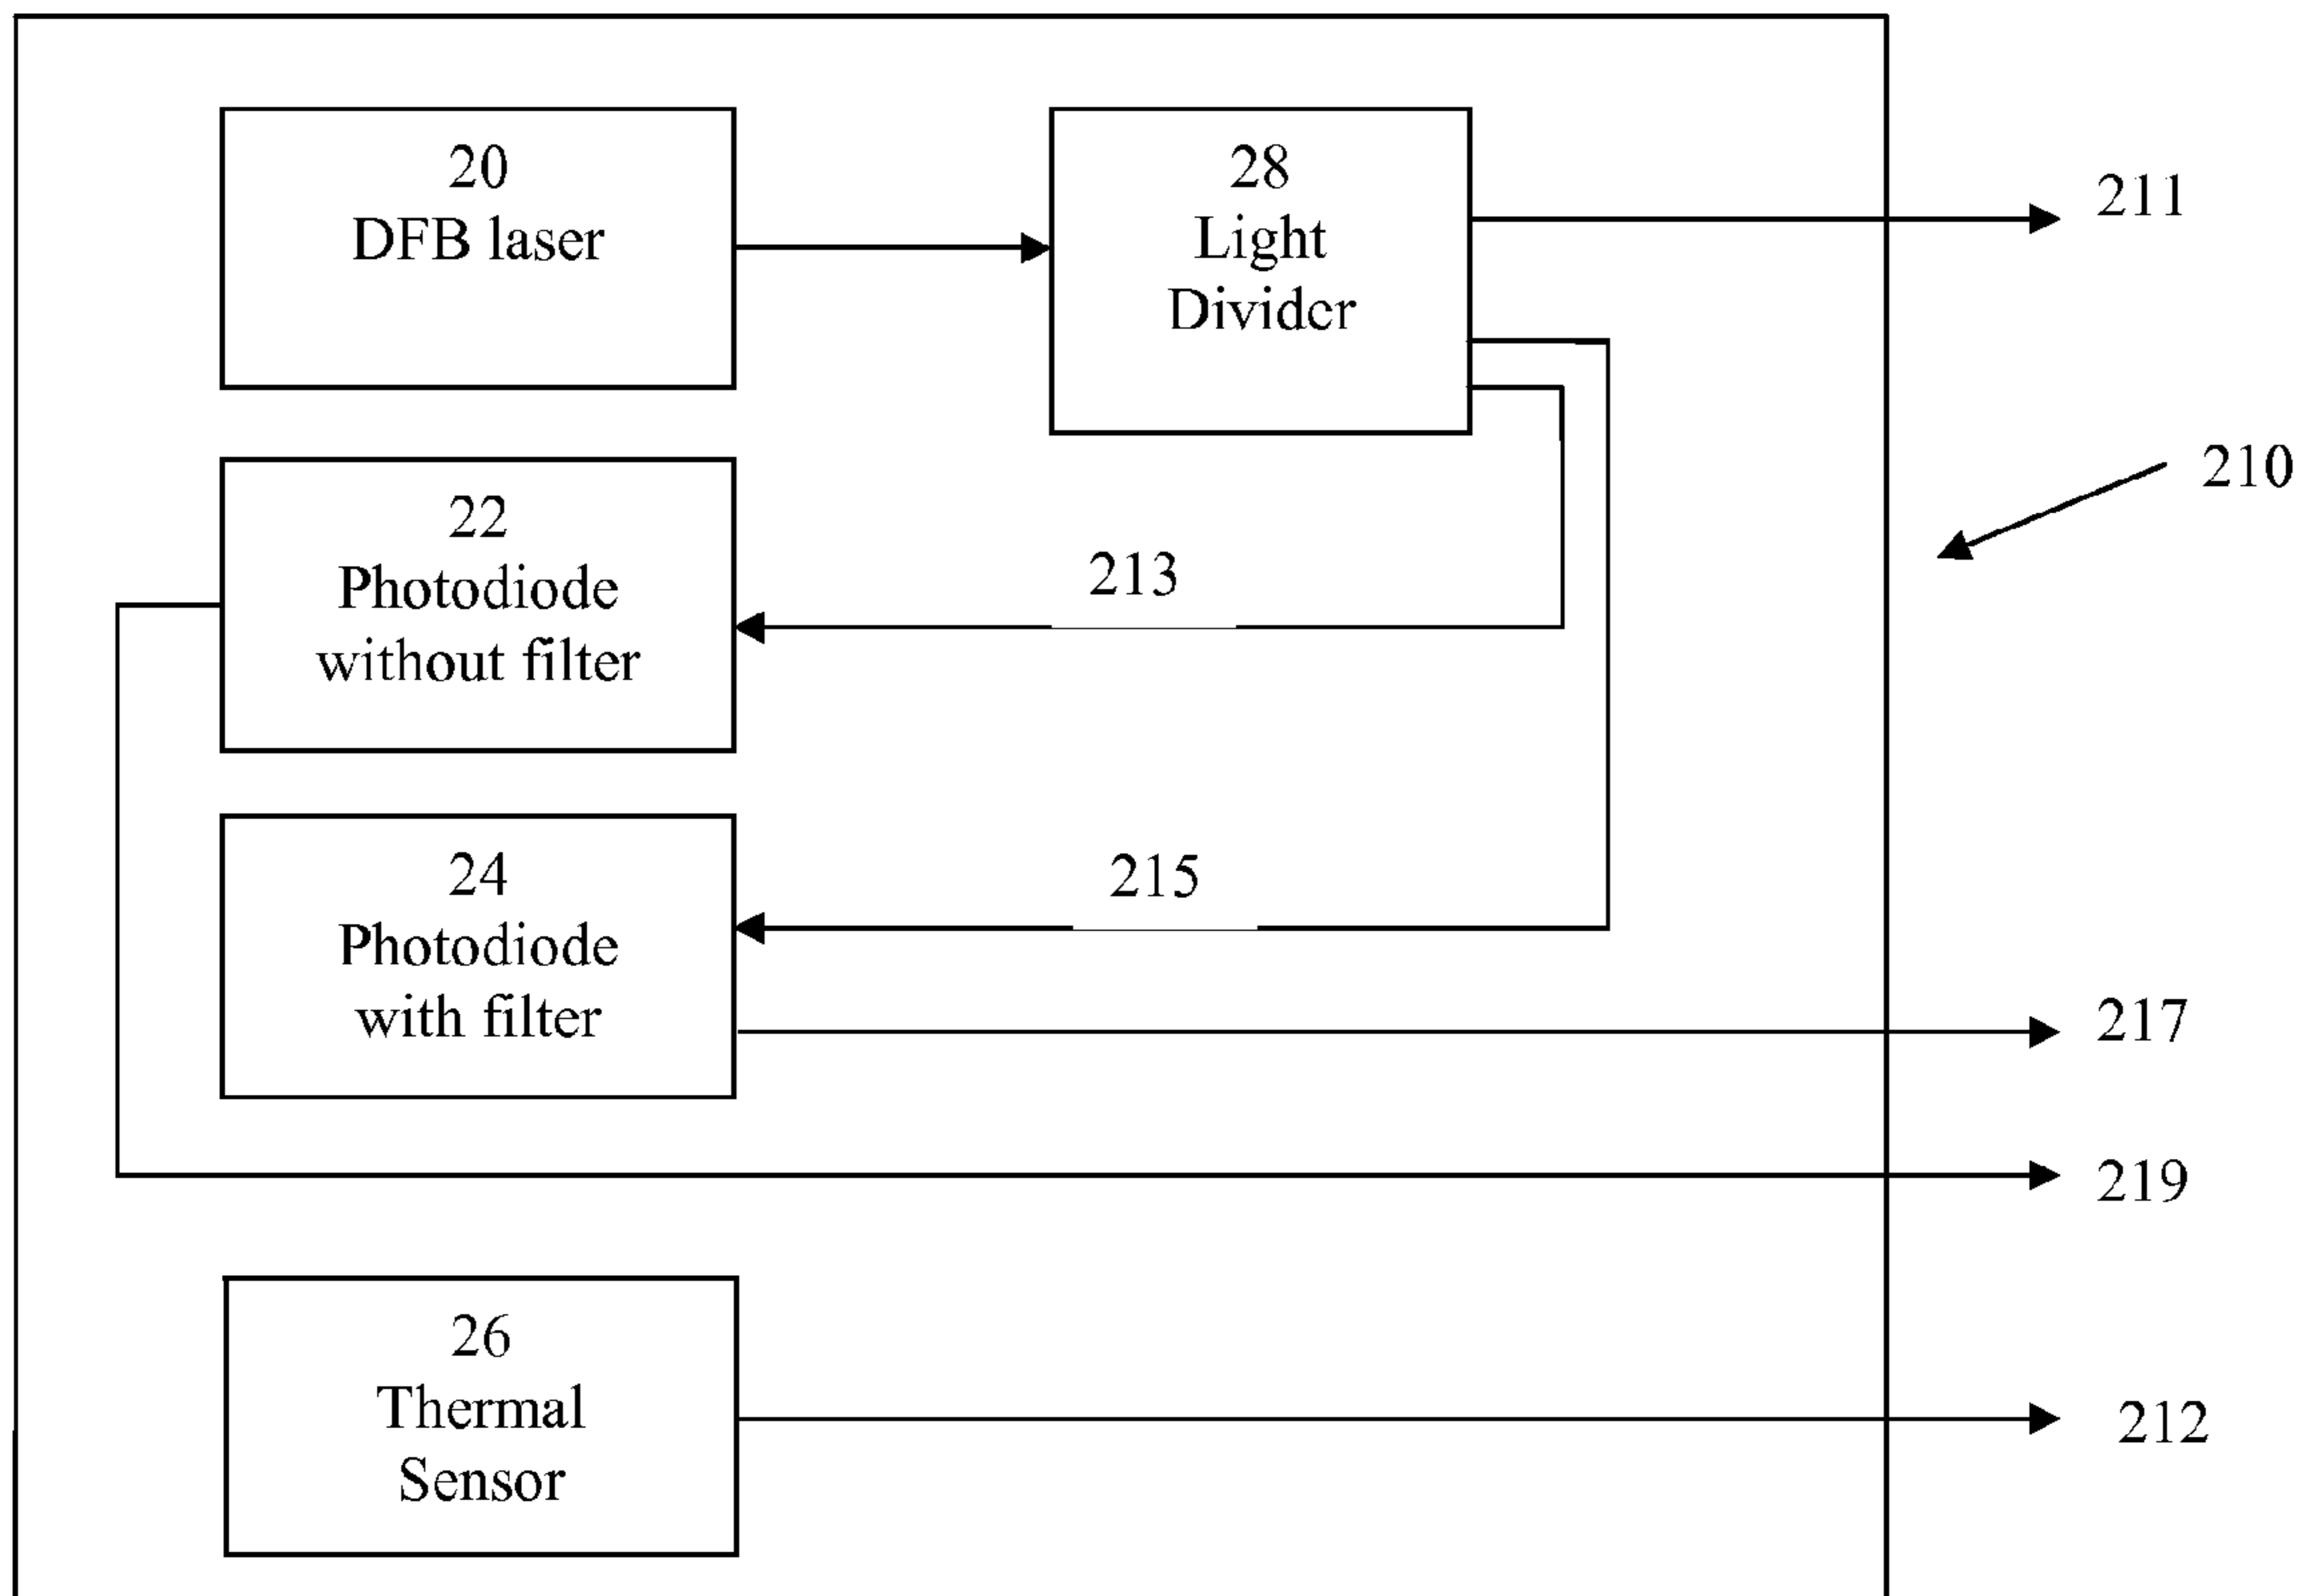 20
DFB laser
28
Light
Divider
211
210
22
Photodiode
without filter
213
24
Photodiode
with filter
215
217
219
26
Thermal
Sensor
212